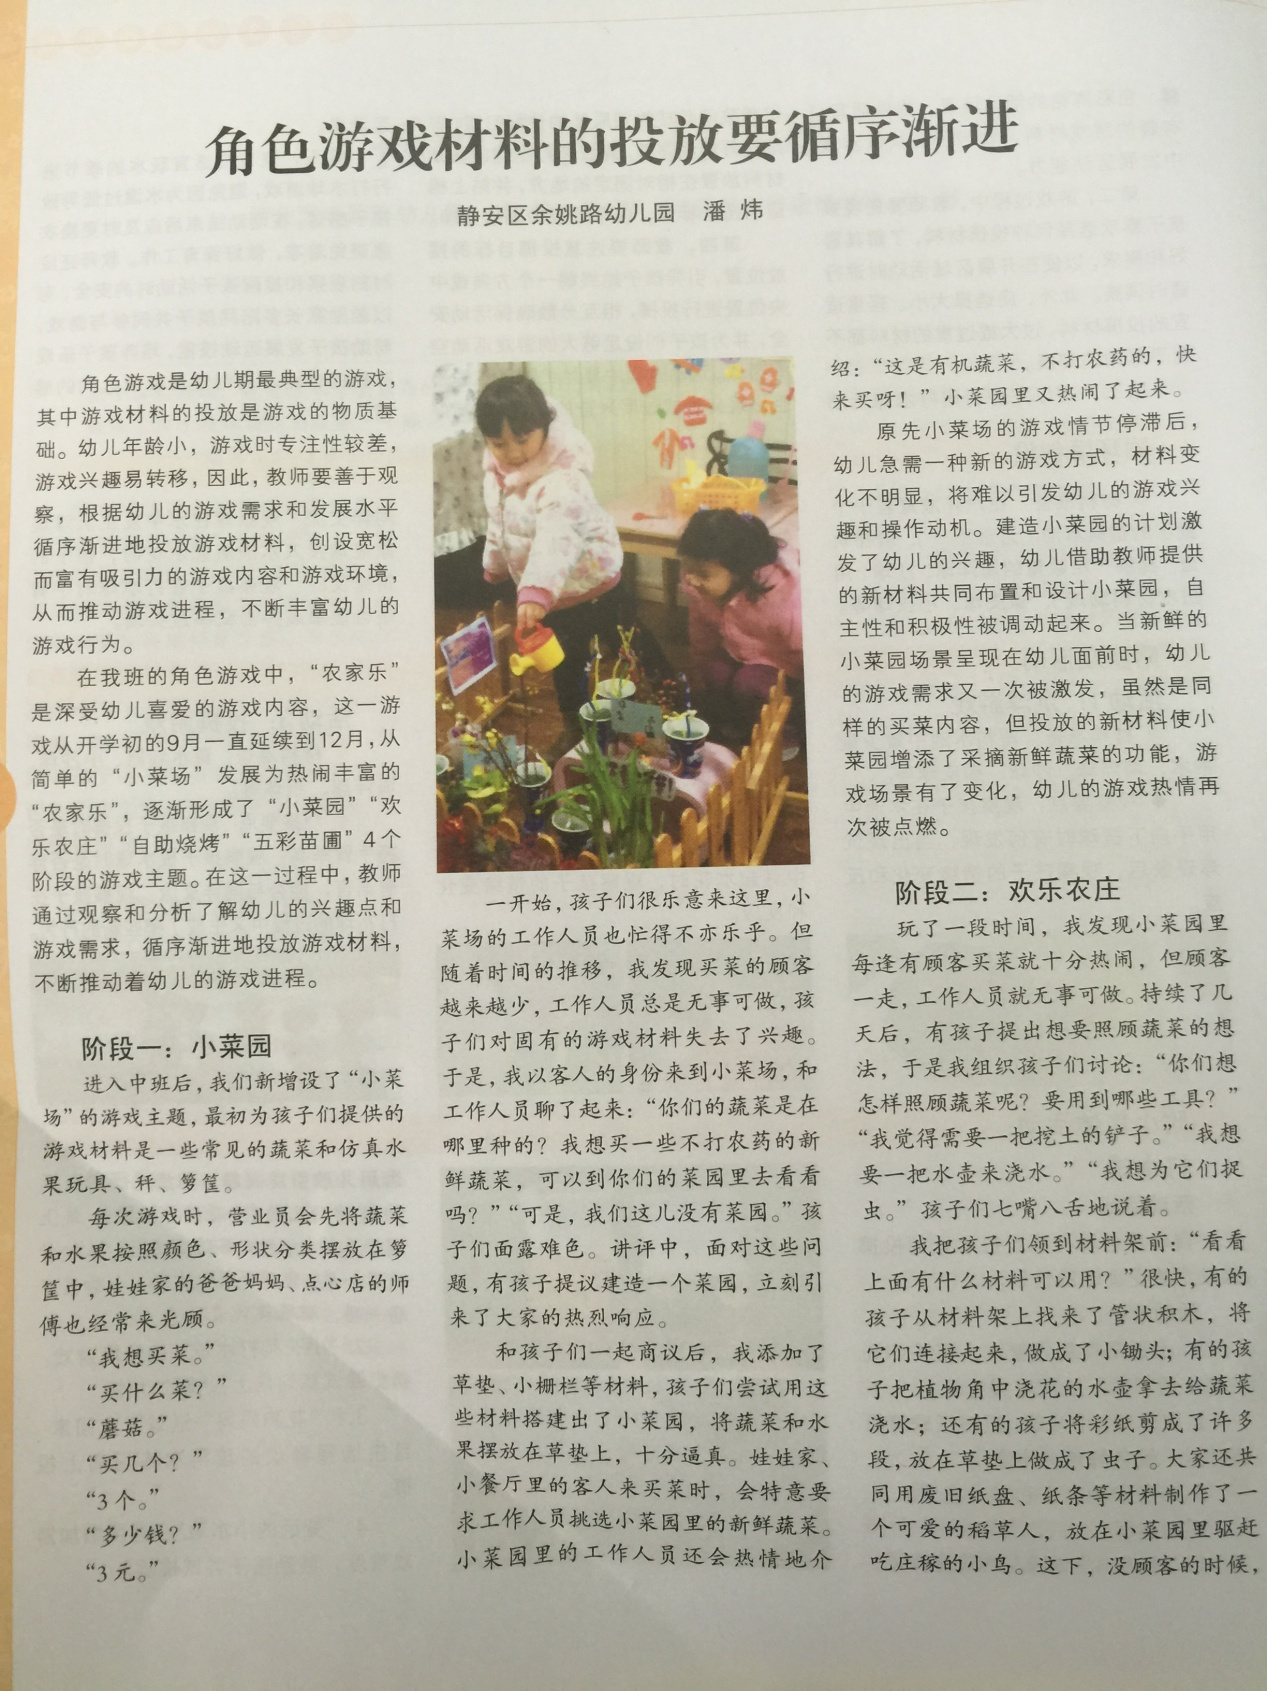 角色游戏材料的投放要循序渐进
静安区余姚路幼儿园 潘 炜
角色游戏是幼儿期最典型的游戏，
其中游戏材料的投放是游戏的物质基
础。幼儿年龄小，游戏时专注性较差，
游戏兴趣易转移，因此，教师要善于观
察，根据幼儿的游戏需求和发展水平
循序渐进地投放游戏材料，创设宽松
而富有吸引力的游戏内容和游戏环境，
从而推动游戏进程，不断丰富幼儿的
游戏行为。
在我班的角色游戏中，“农家乐”
是深受幼儿喜爱的游戏内容，这一游
戏从开学初的9月一直延续到12月，从
简单的“小菜场”发展为热闹丰富的
“农家乐”，逐渐形成了“小菜园”“欢
乐农庄”“自助烧烤”“五彩苗圃”4个
阶段的游戏主题。在这一过程中，教师
通过观察和分析了解幼儿的兴趣点和
游戏需求，循序渐进地投放游戏材料，
不断推动着幼儿的游戏进程。
阶段一：小菜园
进入中班后，我们新增设了“小菜
场”的游戏主题，最初为孩子们提供的
游戏材料是一些常见的蔬菜和仿真水
果玩具、秤、箩筐。
每次游戏时，营业员会先将蔬菜
和水果按照颜色、形状分类摆放在箩
筐中，娃娃家的爸爸妈妈、点心店的师
傅也经常来光顾。
“我想买菜。”
“买什么菜？”
“蘑菇。”
“买几个？”
“3个。”
“多少钱？”
“3元。”
一开始，孩子们很乐意来这里，小
菜场的工作人员也忙得不亦乐乎。但
随着时间的推移，我发现买菜的顾客
越来越少，工作人员总是无事可做，孩
子们对固有的游戏材料失去了兴趣。
于是，我以客人的身份来到小菜场，和
工作人员聊了起来：“你们的蔬菜是在
哪里种的？我想买一些不打农药的新
鲜蔬菜，可以到你们的菜园里去看看
吗？”“可是，我们这儿没有菜园。”孩
子们面露难色。讲评中，面对这些问
题，有孩子提议建造一个菜园，立刻引
来了大家的热烈响应。
和孩子们一起商议后，我添加了
草垫、小栅栏等材料，孩子们尝试用这
些材料搭建出了小菜园，将蔬菜和水
果摆放在草垫上，十分逼真。娃娃家、
小餐厅里的客人来买菜时，会特意要
求工作人员挑选小菜园里的新鲜蔬菜。
小菜园里的工作人员还会热情地介
绍：“这是有机蔬菜，不打农药的，快
来买呀！”小菜园里又热闹了起来。
原先小菜场的游戏情节停滞后，
幼儿急需一种新的游戏方式，材料变
化不明显，将难以引发幼儿的游戏兴
趣和操作动机。建造小菜园的计划激
发了幼儿的兴趣，幼儿借助教师提供
的新材料共同布置和设计小菜园，自
主性和积极性被调动起来。当新鲜的
小菜园场景呈现在幼儿面前时，幼儿
的游戏需求又一次被激发，虽然是同
样的买菜内容，但投放的新材料使小
菜园增添了采摘新鲜蔬菜的功能，游
戏场景有了变化，幼儿的游戏热情再
次被点燃。
阶段二：欢乐农庄
玩了一段时间，我发现小菜园里
每逢有顾客买菜就十分热闹，但顾客
一走，工作人员就无事可做。持续了几
天后，有孩子提出想要照顾蔬菜的想
法，于是我组织孩子们讨论：“你们想
怎样照顾蔬菜呢？要用到哪些工具？”
“我觉得需要一把挖土的铲子。”“我想
要一把水壶来浇水。”“我想为它们捉
虫。”孩子们七嘴八舌地说着。
我把孩子们领到材料架前：“看看
上面有什么材料可以用？”很快，有的
孩子从材料架上找来了管状积木，将
它们连接起来，做成了小锄头；有的孩
子把植物角中浇花的水壶拿去给蔬菜
浇水；还有的孩子将彩纸剪成了许多
段，放在草垫上做成了虫子。大家还共
同用废旧纸盘、纸条等材料制作了一
个可爱的稻草人，放在小菜园里驱赶
吃庄稼的小鸟。这下，没顾客的时候，